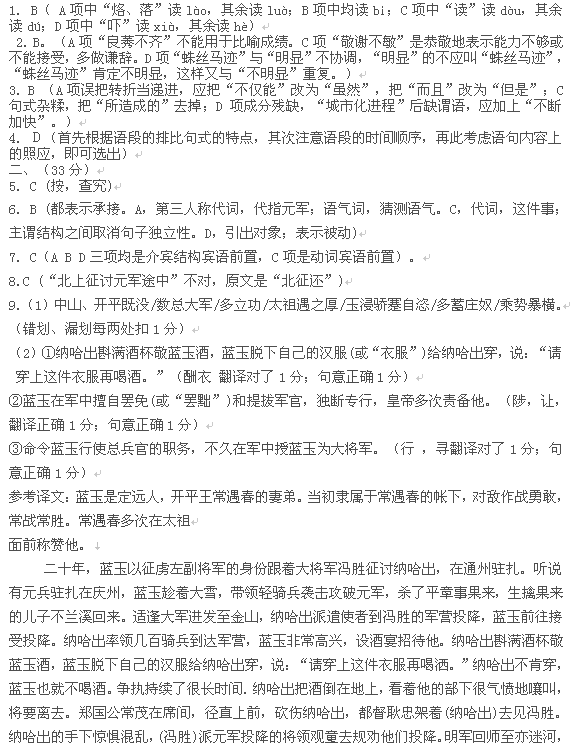 1. B( A 项中“烙、落”读 lào，其余读 luò；B 项中均读 bì；C 项中“读”读 dòu，其余
读 dú；D 项中“吓”读 xià，其余读 hè)
2. B。（A 项“良莠不齐”不能用于比喻成绩。C 项“敬谢不敏”是恭敬地表示能力不够或
不能接受，多做谦辞。D 项“蛛丝马迹”与“明显”不协调，“明显”的不应叫“蛛丝马迹”，
“蛛丝马迹”肯定不明显，这样又与“不明显”重复。）
3. B （A 项误把转折当递进，应把“不仅能”改为“虽然”，把“而且”改为“但是”；C
句式杂糅，把“所造成的”去掉；D 项成分残缺，“城市化进程”后缺谓语，应加上“不断
加快”。）
4. D（首先根据语段的排比句式的特点，其次注意语段的时间顺序，再此考虑语句内容上
的照应，即可选出）
二、（33 分）
5. C（按，查究）
6. B（都表示承接。A，第三人称代词，代指元军；语气词，猜测语气。C，代词，这件事；
主谓结构之间取消句子独立性。D，引出对象；表示被动）
7. C（A B D 三项均是介宾结构宾语前置，C 项是动词宾语前置）。
8.C（“北上征讨元军途中”不对，原文是“北征还”）
9.（1）中山、开平既没/数总大军/多立功/太祖遇之厚/玉浸骄蹇自恣/多蓄庄奴/乘势暴横。
（错划、漏划每两处扣 1 分）
（2）①纳哈出斟满酒杯敬蓝玉酒，蓝玉脱下自己的汉服(或“衣服”)给纳哈出穿，说：“请
穿上这件衣服再喝酒。”（酬衣 翻译对了 1 分；句意正确 1 分）
②蓝玉在军中擅自罢免(或“罢黜”)和提拔军官，独断专行，皇帝多次责备他。（陟，让，
翻译正确 1 分；句意正确 1 分）
③命令蓝玉行使总兵官的职务，不久在军中授蓝玉为大将军。（行 ，寻翻译对了 1 分；句
意正确 1 分）
参考译文：蓝玉是定远人，开平王常遇春的妻弟。当初隶属于常遇春的帐下，对敌作战勇敢，
常战常胜。常遇春多次在太祖
面前称赞他。
二十年，蓝玉以征虏左副将军的身份跟着大将军冯胜征讨纳哈出，在通州驻扎。听说
有元兵驻扎在庆州，蓝玉趁着大雪，带领轻骑兵袭击攻破元军，杀了平章事果来，生擒果来
的儿子不兰溪回来。适逢大军进发至金山，纳哈出派遣使者到冯胜的军营投降，蓝玉前往接
受投降。纳哈出率领几百骑兵到达军营，蓝玉非常高兴，设酒宴招待他。纳哈出斟满酒杯敬
蓝玉酒，蓝玉脱下自己的汉服给纳哈出穿，说：“请穿上这件衣服再喝洒。”纳哈出不肯穿，
蓝玉也就不喝酒。争执持续了很长时间．纳哈出把酒倒在地上，看着他的部下很气愤地嚷叫，
将要离去。郑国公常茂在席间，径直上前，砍伤纳哈出，都督耿忠架着(纳哈出)去见冯胜。
纳哈出的手下惊惧混乱，(冯胜)派元军投降的将领观童去规劝他们投降。明军回师至亦迷河，